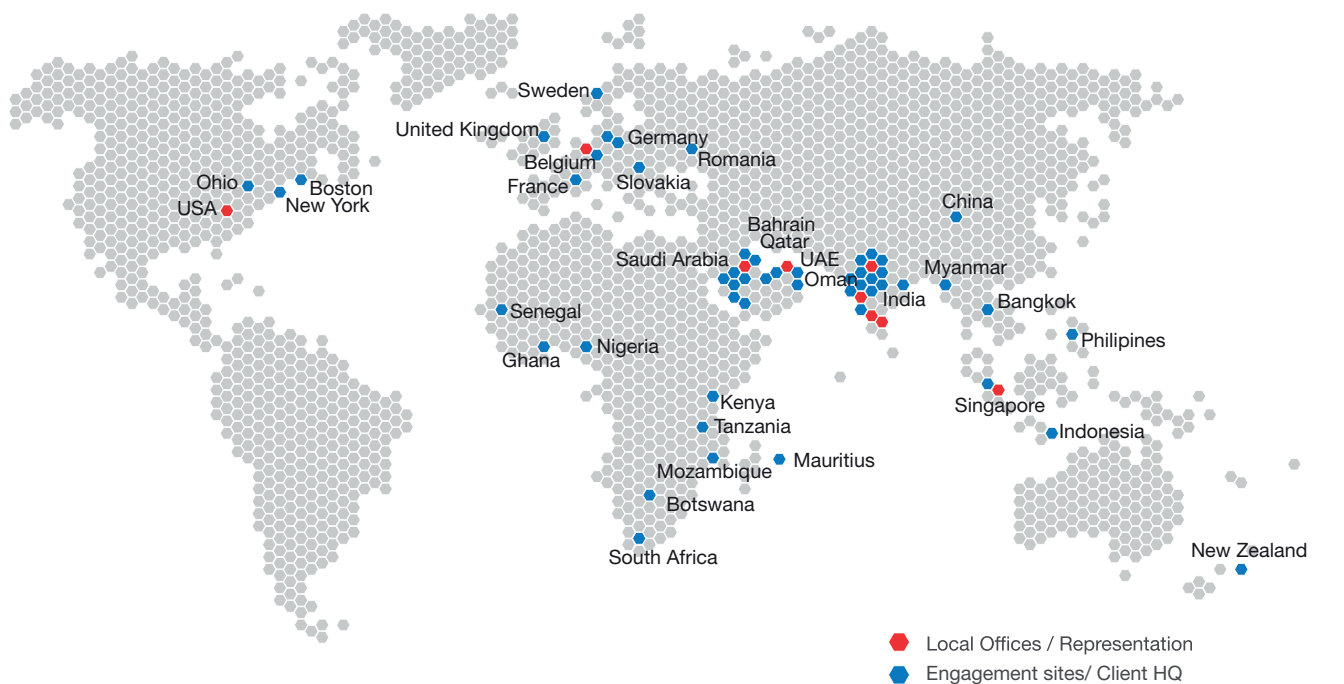 Sweden
United Kingdom
Germany
Belgium
Romania
France
Slovakia
Ohio
Boston
USA
New York
China
Bahrain
Qatar
Saudi Arabia
UAE
Oman
Myanmar
India
Bangkok
Senegal
Philipines
Ghana
Nigeria
Kenya
Singapore
Tanzania
Indonesia
Mozambique
Mauritius
Botswana
South Africa
New Zealand
Local Offices / Representation
Engagement sites/ Client HQ